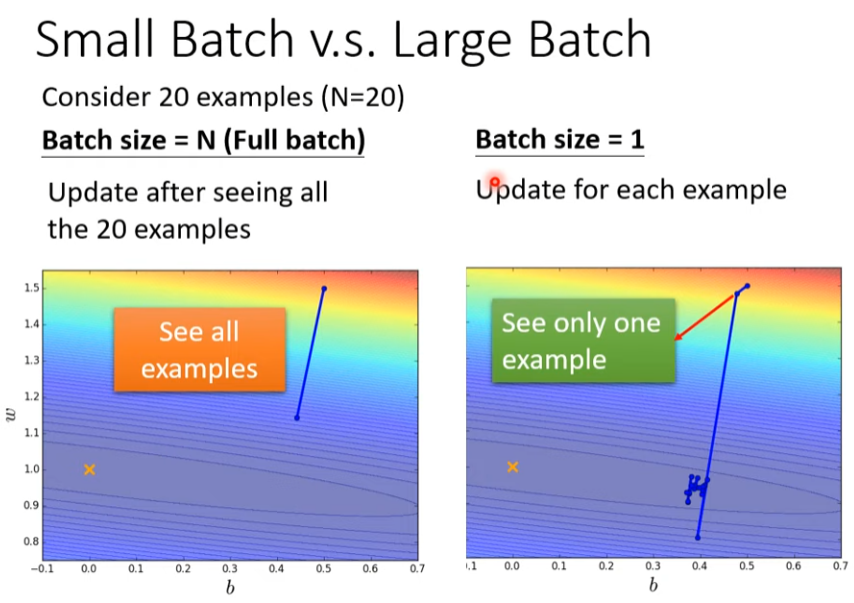 Small Batch v.s. Large Batch
Consider 20 examples (N=20)
Batch size = N (Full batch)
Update after seeing all
the 20 examples
Batch size = 1
Update for each example
See all
examples
1.5
1.4
1.3
1.2
1.1
1.0
0.9
0.8
w
−0.1 0.0 0.1 0.2 0.3 0.4 0.5 0.6 0.7
b
See only one
example
.1 0.0 0.1 0.2 0.3 0.4 0.5 0.6 0.7
b